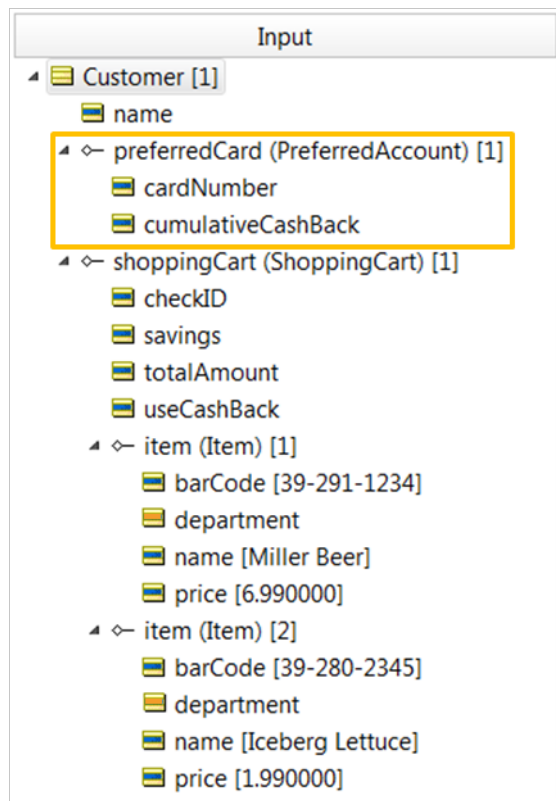 Input
Customer [1]
name
preferredCard (PreferredAccount) [1]
cardNumber
cumulativeCashBack
shoppingCart (ShoppingCart) [1]
checkID
savings
totalAmount
useCashBack
item (Item) [1]
barCode [39-291-1234]
department
name [Miller Beer]
price [6.990000]
item (Item) [2]
barCode [39-280-2345]
department
name [Iceberg Lettuce]
price [1.990000]